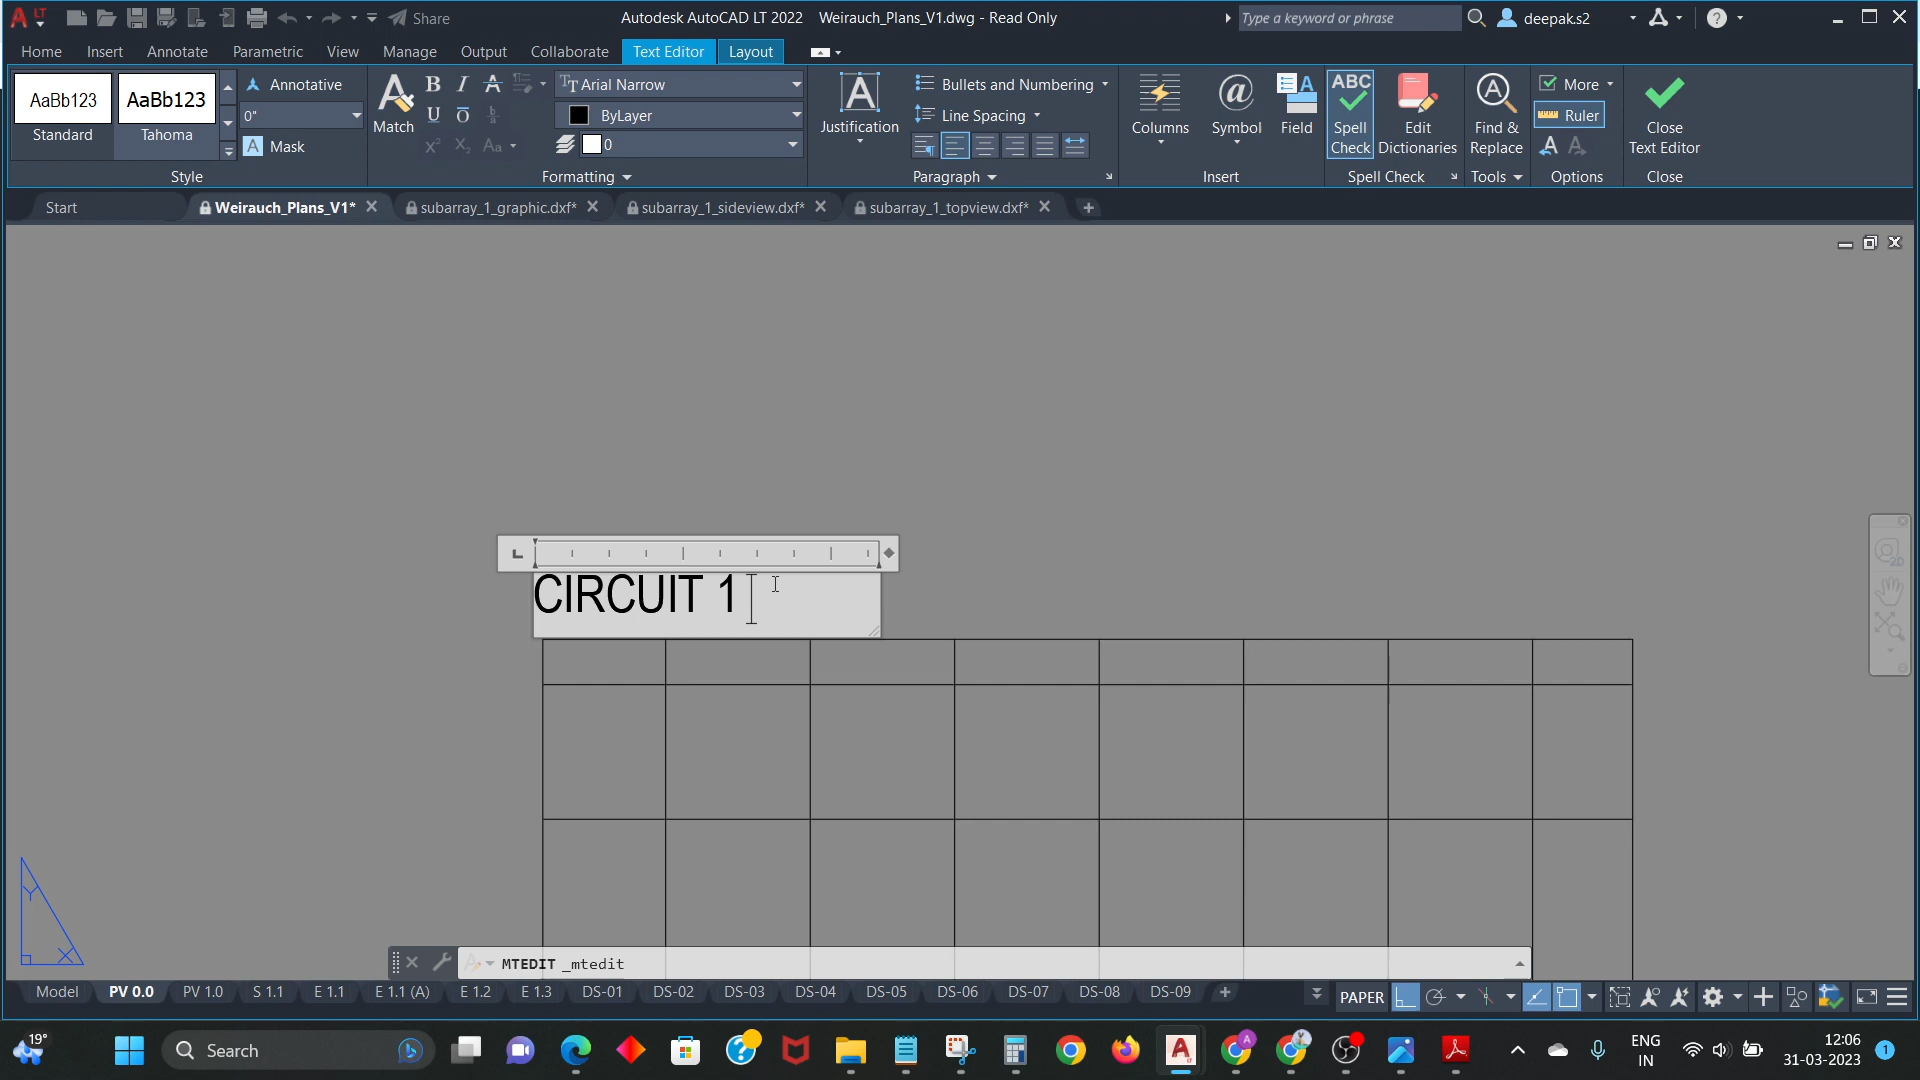 Share
Autodesk AutoCAD LT 2022 Weirauch_Plans_V1.dwg - Read Only
Type a keyword or phrase
deepak.s2
Home Insert Annotate Parametric View Manage Output Collaborate Text Editor Layout
AaBb123 AaBb123
Standard Tahoma
Annotative
0"
Mask
Style
Match
Arial Narrow
ByLayer
0
Formatting
Justification
Bullets and Numbering
Line Spacing
Paragraph
Columns
Symbol
Field
Insert
ABC
Spell Check
Edit Dictionaries
Spell Check
Find & Replace
Tools
More
Ruler
Options
Close Text Editor
Close
Start Weirauch_Plans_V1* subarray_1_graphic.dxf* subarray_1_sideview.dxf* subarray_1_topview.dxf*
CIRCUIT 1
Y
X
MTEDIT _mtedit
Model PV 0.0 PV 1.0 S 1.1 E 1.1 E 1.1 (A) E 1.2 E 1.3 DS-01 DS-02 DS-03 DS-04 DS-05 DS-06 DS-07 DS-08 DS-09
PAPER
19°
Search
ENG
IN
12:06
31-03-2023
1